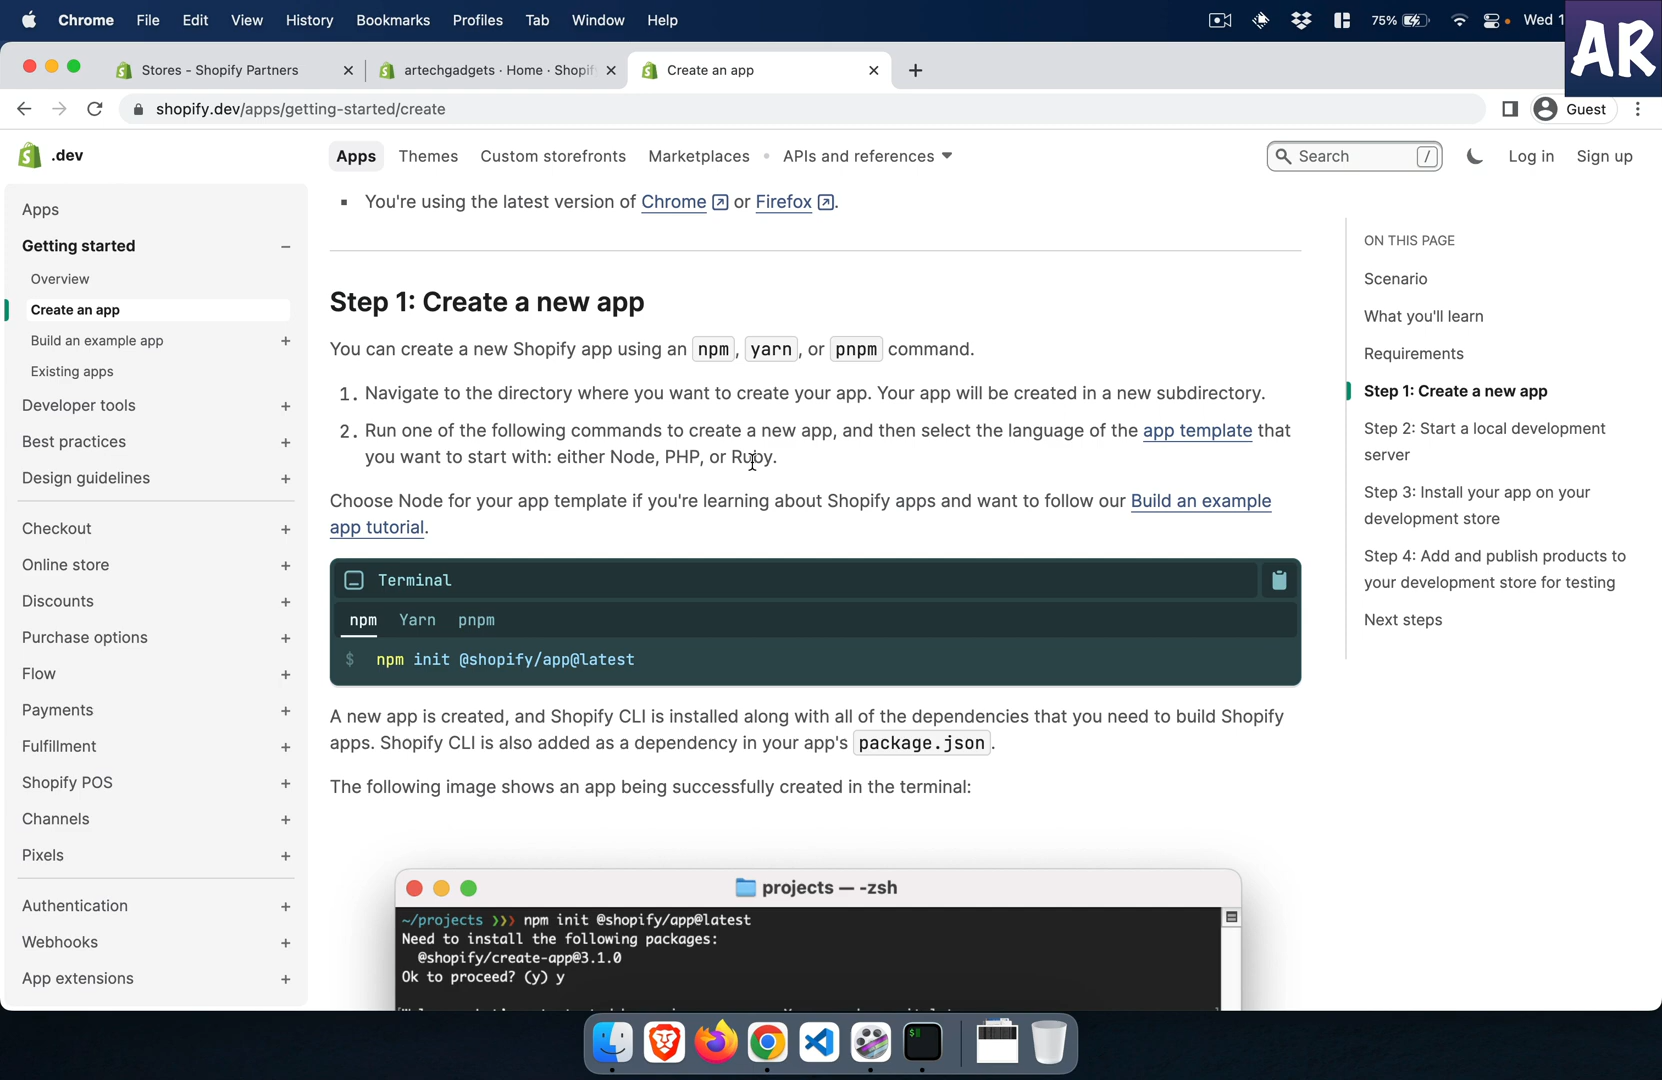 Chrome File Edit View History Bookmarks Profiles Tab Window Help 75% Wed 1
AR
Stores - Shopify Partners
artechgadgets · Home · Shopif
Create an app
shopify.dev/apps/getting-started/create
Guest
.dev
Apps Themes Custom storefronts Marketplaces APIs and references
Search /
Log in Sign up
Apps
Getting started
Overview
Create an app
Build an example app
Existing apps
Developer tools
Best practices
Design guidelines
Checkout
Online store
Discounts
Purchase options
Flow
Payments
Fulfillment
Shopify POS
Channels
Pixels
Authentication
Webhooks
App extensions
▪ You're using the latest version of Chrome or Firefox .
Step 1: Create a new app
You can create a new Shopify app using an npm, yarn, or pnpm command.
1. Navigate to the directory where you want to create your app. Your app will be created in a new subdirectory.
2. Run one of the following commands to create a new app, and then select the language of the app template that
you want to start with: either Node, PHP, or Ruby.
Choose Node for your app template if you're learning about Shopify apps and want to follow our Build an example
app tutorial.
Terminal
npm Yarn pnpm
$ npm init @shopify/app@latest
A new app is created, and Shopify CLI is installed along with all of the dependencies that you need to build Shopify
apps. Shopify CLI is also added as a dependency in your app's package.json.
The following image shows an app being successfully created in the terminal:
projects — -zsh
~/projects ❯❯❯ npm init @shopify/app@latest
Need to install the following packages:
@shopify/create-app@3.1.0
Ok to proceed? (y) y
ON THIS PAGE
Scenario
What you'll learn
Requirements
Step 1: Create a new app
Step 2: Start a local development
server
Step 3: Install your app on your
development store
Step 4: Add and publish products to
your development store for testing
Next steps